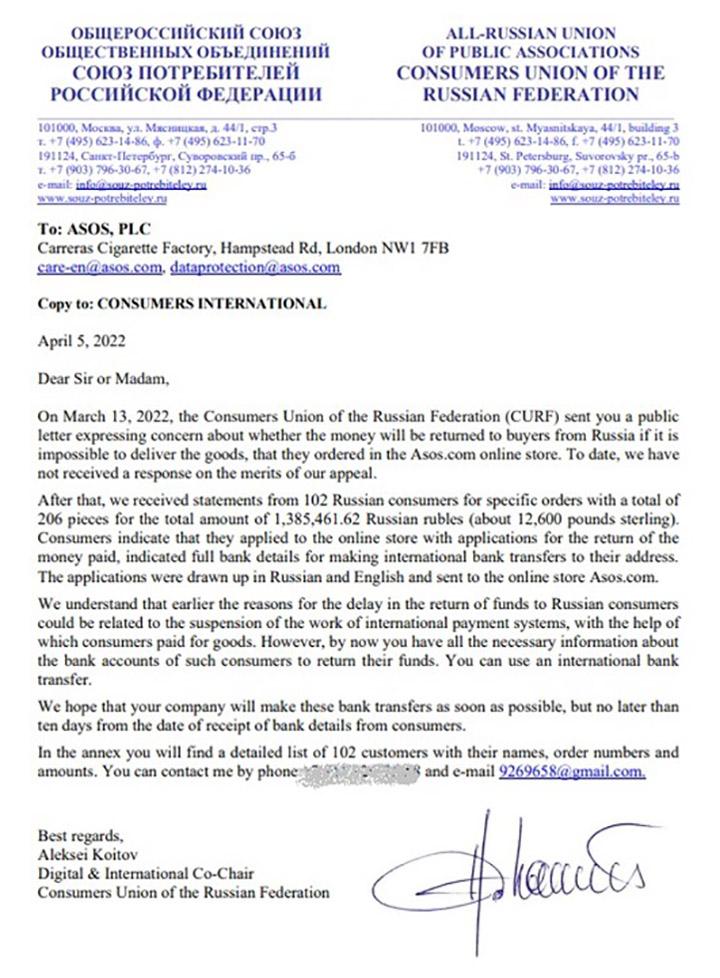 ОБЩЕРОССИЙСКИЙ СОЮЗ
ОБЩЕСТВЕННЫХ ОБЪЕДИНЕНИЙ
СОЮЗ ПОТРЕБИТЕЛЕЙ
РОССИЙСКОЙ ФЕДЕРАЦИИ
ALL-RUSSIAN UNION
OF PUBLIC ASSOCIATIONS
CONSUMERS UNION OF THE
RUSSIAN FEDERATION
101000, Москва, ул. Мясницкая, д. 44/1, стр.3
т. +7 (495) 623-14-86, ф. +7 (495) 623-11-70
191124, Санкт-Петербург, Суворовский пр., 65-б
т. +7 (903) 796-30-67, +7 (812) 274-10-36
e-mail: info@souz-potrebiteley.ru
www.souz-potrebiteley.ru
101000, Moscow, st. Myasnitskaya, 44/1, building 3
t. +7 (495) 623-14-86, f. +7 (495) 623-11-70
191124, St. Petersburg, Suvorovsky pr., 65-b
+7 (903) 796-30-67, +7 (812) 274-10-36
e-mail: info@souz-potrebiteley.ru
www.souz-potrebiteley.ru
To: ASOS, PLC
Carreras Cigarette Factory, Hampstead Rd, London NW1 7FB
care-en@asos.com, dataprotection@asos.com
Copy to: CONSUMERS INTERNATIONAL
April 5, 2022
Dear Sir or Madam,
On March 13, 2022, the Consumers Union of the Russian Federation (CURF) sent you a public
letter expressing concern about whether the money will be returned to buyers from Russia if it is
impossible to deliver the goods, that they ordered in the Asos.com online store. To date, we have
not received a response on the merits of our appeal.
After that, we received statements from 102 Russian consumers for specific orders with a total of
206 pieces for the total amount of 1,385,461.62 Russian rubles (about 12,600 pounds sterling).
Consumers indicate that they applied to the online store with applications for the return of the
money paid, indicated full bank details for making international bank transfers to their address.
The applications were drawn up in Russian and English and sent to the online store Asos.com.
We understand that earlier the reasons for the delay in the return of funds to Russian consumers
could be related to the suspension of the work of international payment systems, with the help of
which consumers paid for goods. However, by now you have all the necessary information about
the bank accounts of such consumers to return their funds. You can use an international bank
transfer.
We hope that your company will make these bank transfers as soon as possible, but no later than
ten days from the date of receipt of bank details from consumers.
In the annex you will find a detailed list of 102 customers with their names, order numbers and
amounts. You can contact me by phone and e-mail 9269658@gmail.com.
Best regards,
Aleksei Koitov
Digital & International Co-Chair
Consumers Union of the Russian Federation